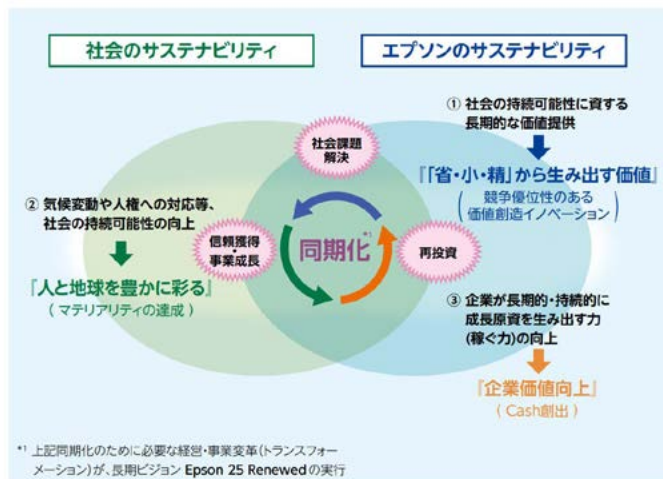 社会のサステナビリティ
エプソンのサステナビリティ
① 社会の持続可能性に資する
長期的な価値提供
『「省・小・精」から生み出す価値』
（競争優位性のある
価値創造イノベーション）
社会課題
解決
② 気候変動や人権への対応等、
社会の持続可能性の向上
『人と地球を豊かに彩る』
（マテリアリティの達成）
信頼獲得・
事業成長
同期化*1
再投資
③ 企業が長期的・持続的に
成長原資を生み出す力
(稼ぐ力)の向上
『企業価値向上』
（Cash創出）
*1 上記同期化のために必要な経営・事業変革（トランスフォー
メーション）が、長期ビジョン Epson 25 Renewedの実行